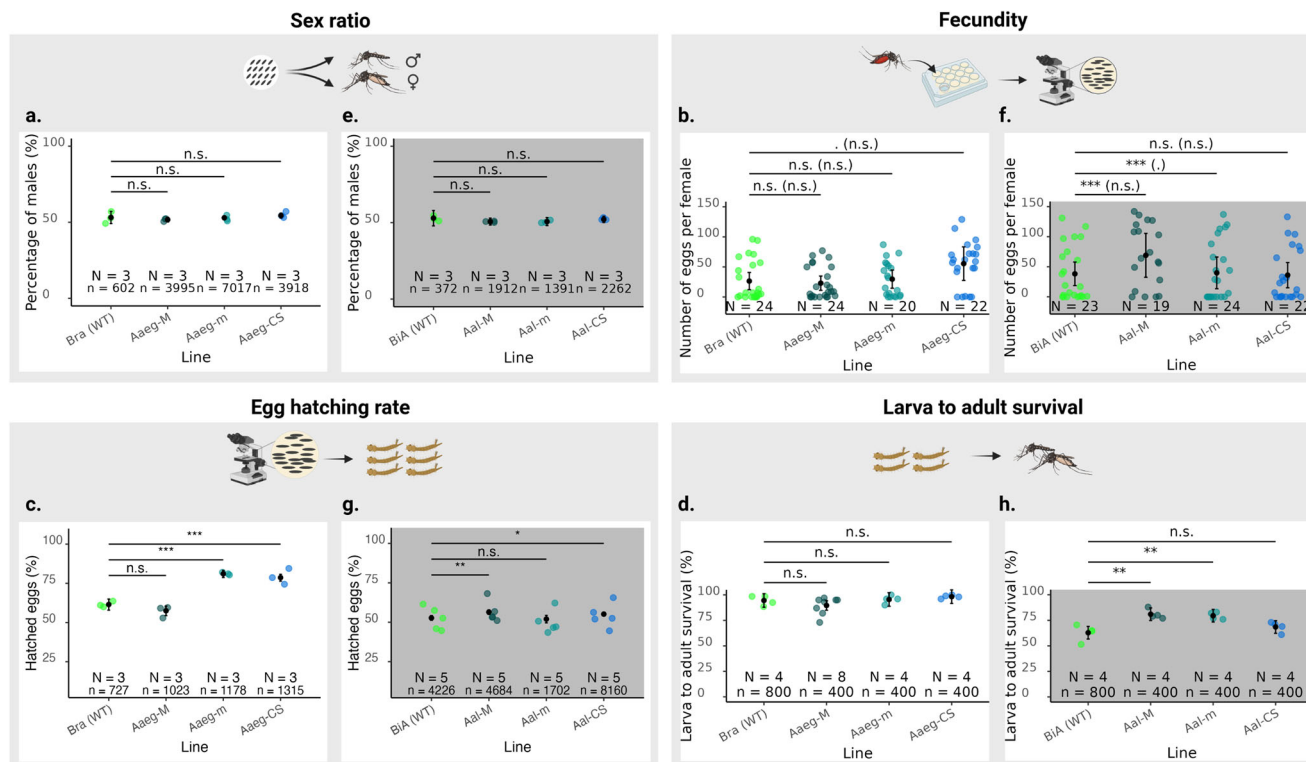 Sex ratio
Fecundity
a.
Percentage of males (%)
100
50
0
n.s.
n.s.
n.s.
N = 3 N = 3 N = 3 N = 3
n = 602 n = 3995 n = 7017 n = 3918
Bra (WT) Aaeg-M Aaeg-m Aaeg-CS
Line
e.
Percentage of males (%)
100
50
0
n.s.
n.s.
n.s.
N = 3 N = 3 N = 3 N = 3
n = 372 n = 1912 n = 1391 n = 2262
BiA (WT) Aal-M Aal-m Aal-CS
Line
b.
Number of eggs per female
150
100
50
0
. (n.s.)
n.s. (n.s.)
n.s. (n.s.)
N = 24 N = 24 N = 20 N = 22
Bra (WT) Aaeg-M Aaeg-m Aaeg-CS
Line
f.
Number of eggs per female
150
100
50
0
n.s. (n.s.)
*** (.)
*** (n.s.)
N = 23 N = 19 N = 24 N =
BiA (WT) Aal-M Aal-m Aal-CS
Line
Egg hatching rate
Larva to adult survival
c.
Hatched eggs (%)
100
75
50
25
***
***
n.s.
N = 3 N = 3 N = 3 N = 3
n = 727 n = 1023 n = 1178 n = 1315
Bra (WT) Aaeg-M Aaeg-m Aaeg-CS
Line
g.
Hatched eggs (%)
100
75
50
25
*
n.s.
**
N = 5 N = 5 N = 5 N = 5
n = 4226 n = 4684 n = 1702 n = 8160
BiA (WT) Aal-M Aal-m Aal-CS
Line
d.
Larva to adult survival (%)
100
75
50
25
0
n.s.
n.s.
n.s.
N = 4 N = 8 N = 4 N = 4
n = 800 n = 400 n = 400 n = 400
Bra (WT) Aaeg-M Aaeg-m Aaeg-CS
Line
h.
Larva to adult survival (%)
100
75
50
25
0
n.s.
**
**
N = 4 N = 4 N = 4 N = 4
n = 800 n = 400 n = 400 n = 400
BiA (WT) Aal-M Aal-m Aal-CS
Line